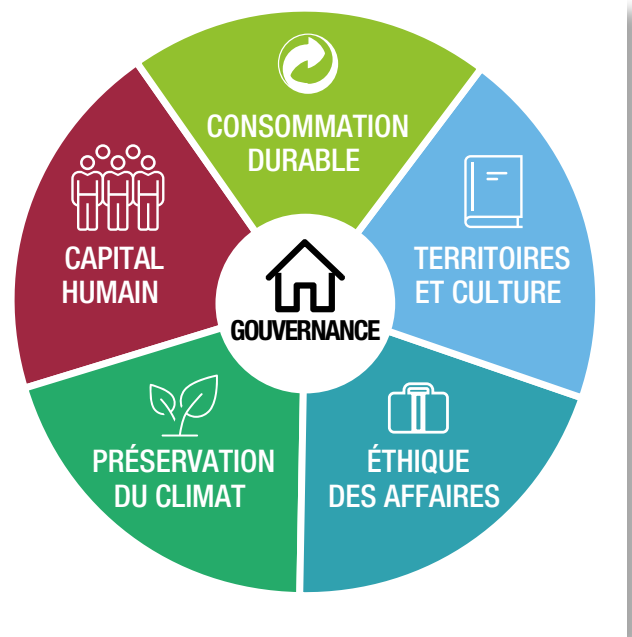 CONSOMMATION
DURABLE
TERRITOIRES
ET CULTURE
ÉTHIQUE
DES AFFAIRES
PRÉSERVATION
DU CLIMAT
CAPITAL
HUMAIN
GOUVERNANCE